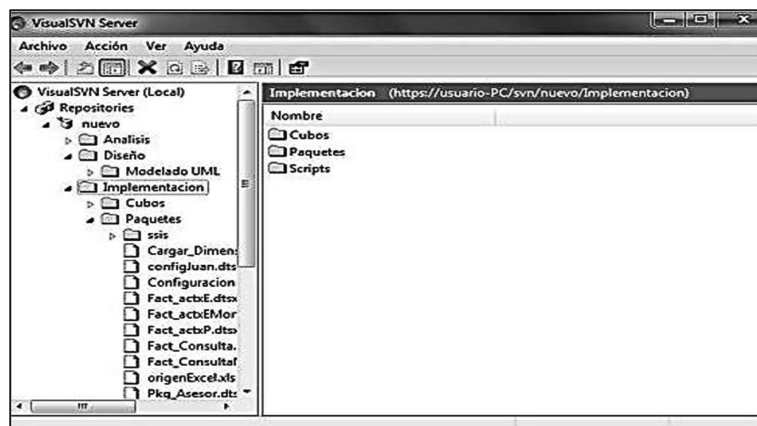 VisualSVN Server
Archivo Acción Ver Ayuda
VisualSVN Server (Local)
Repositories
nuevo
Analisis
Diseño
Modelado UML
Implementacion
Cubos
Paquetes
ssis
Cargar_Dimens
configJuan.dts
Configuracion
Fact_actxE.dtsx
Fact_actxEMor
Fact_actxP.dtsx
Fact_Consulta.
Fact_Consultal
origenExcel.xls
Pkg_Asesor.dts
Implementacion (https://usuario-PC/svn/nuevo/Implementacion)
Nombre
Cubos
Paquetes
Scripts